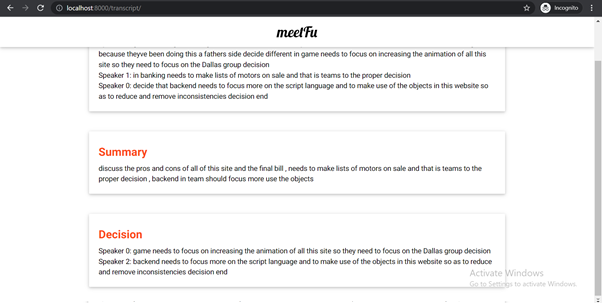 localhost:8000/transcript/
Incognito
meetFu
because theyve been doing this a fathers side decide different in game needs to focus on increasing the animation of all this
site so they need to focus on the Dallas group decision
Speaker 1: in banking needs to make lists of motors on sale and that is teams to the proper decision
Speaker 0: decide that backend needs to focus more on the script language and to make use of the objects in this website so
as to reduce and remove inconsistencies decision end
Summary
discuss the pros and cons of all of this site and the final bill , needs to make lists of motors on sale and that is teams to the
proper decision , backend in team should focus more use the objects
Decision
Speaker 0: game needs to focus on increasing the animation of all this site so they need to focus on the Dallas group decision
Speaker 2: backend needs to focus more on the script language and to make use of the objects in this website so as to reduce
and remove inconsistencies decision end
Activate Windows
Go to Settings to activate Windows.